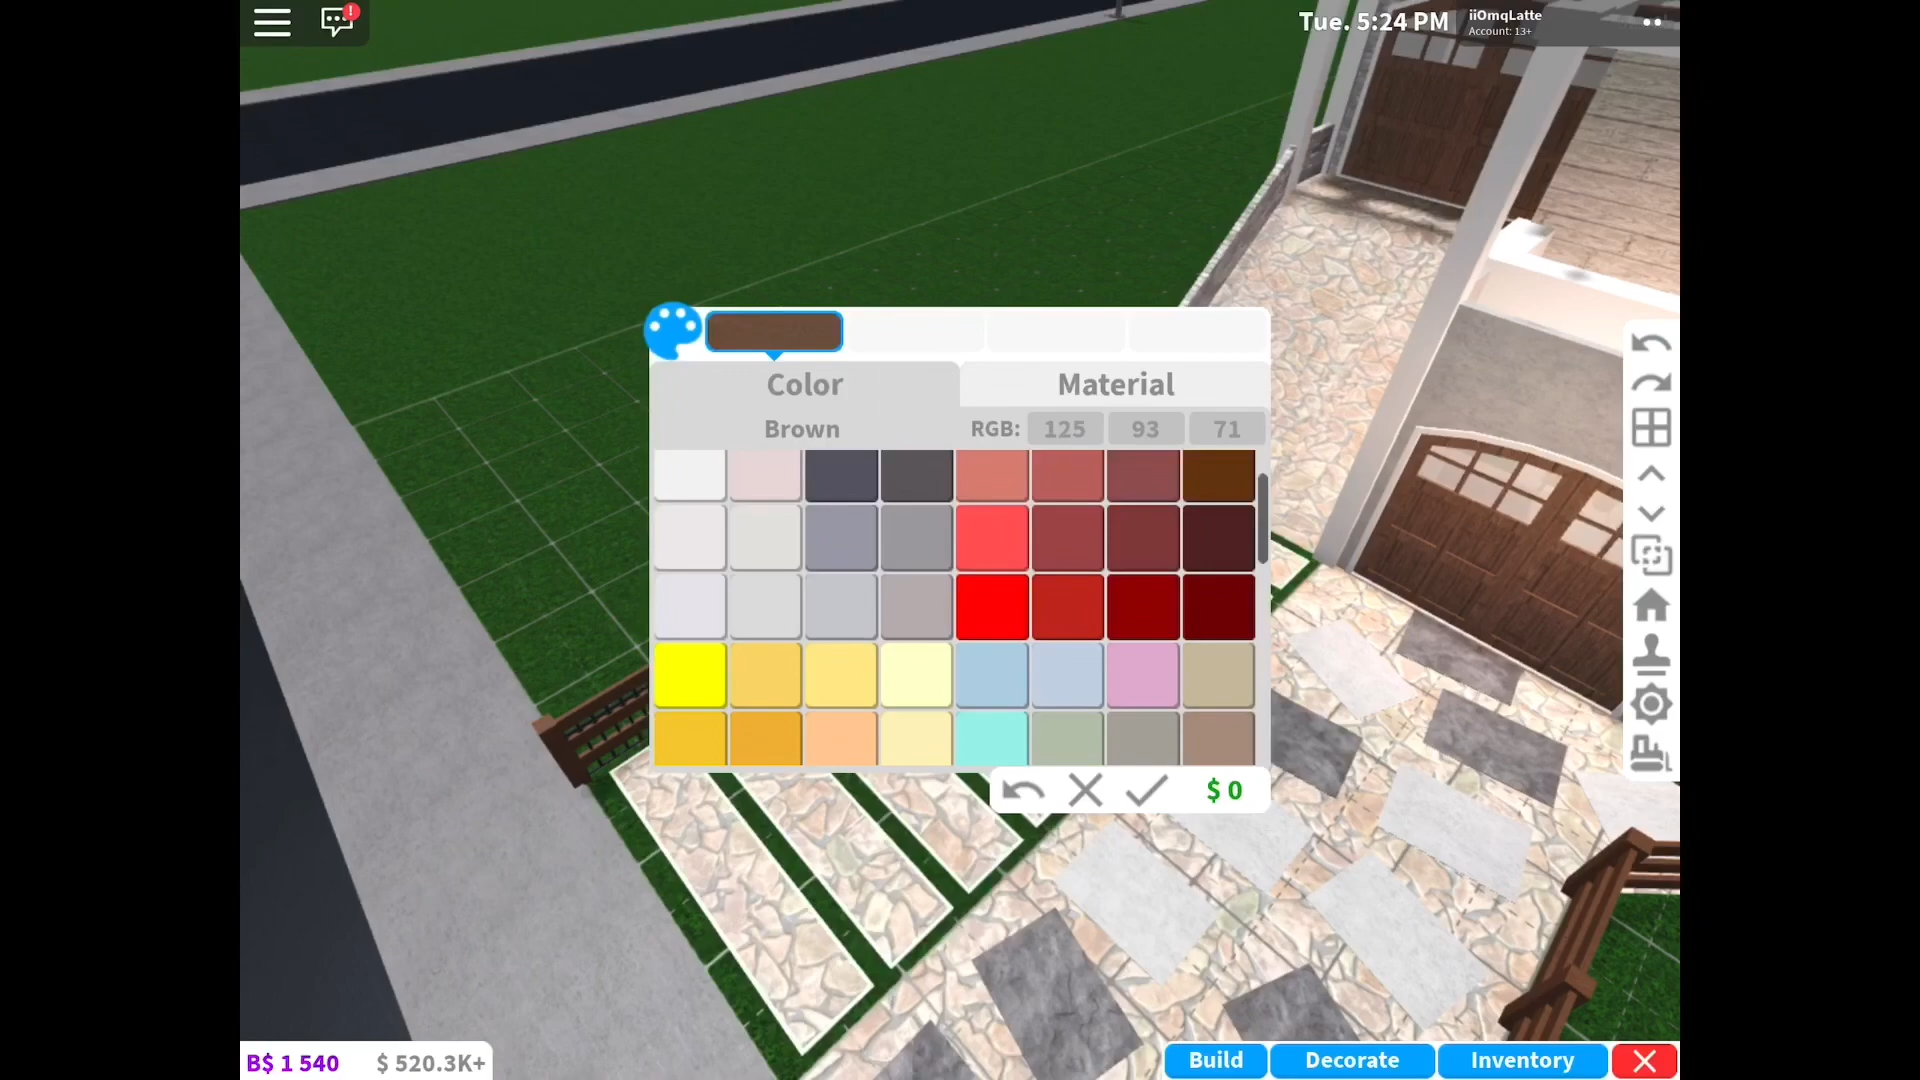 Tue. 5:24 PM
iiOmqLatte
Account: 13+
Color
Material
Brown
RGB: 125 93 71
$ 0
B$ 1 540
$ 520.3K+
Build
Decorate
Inventory